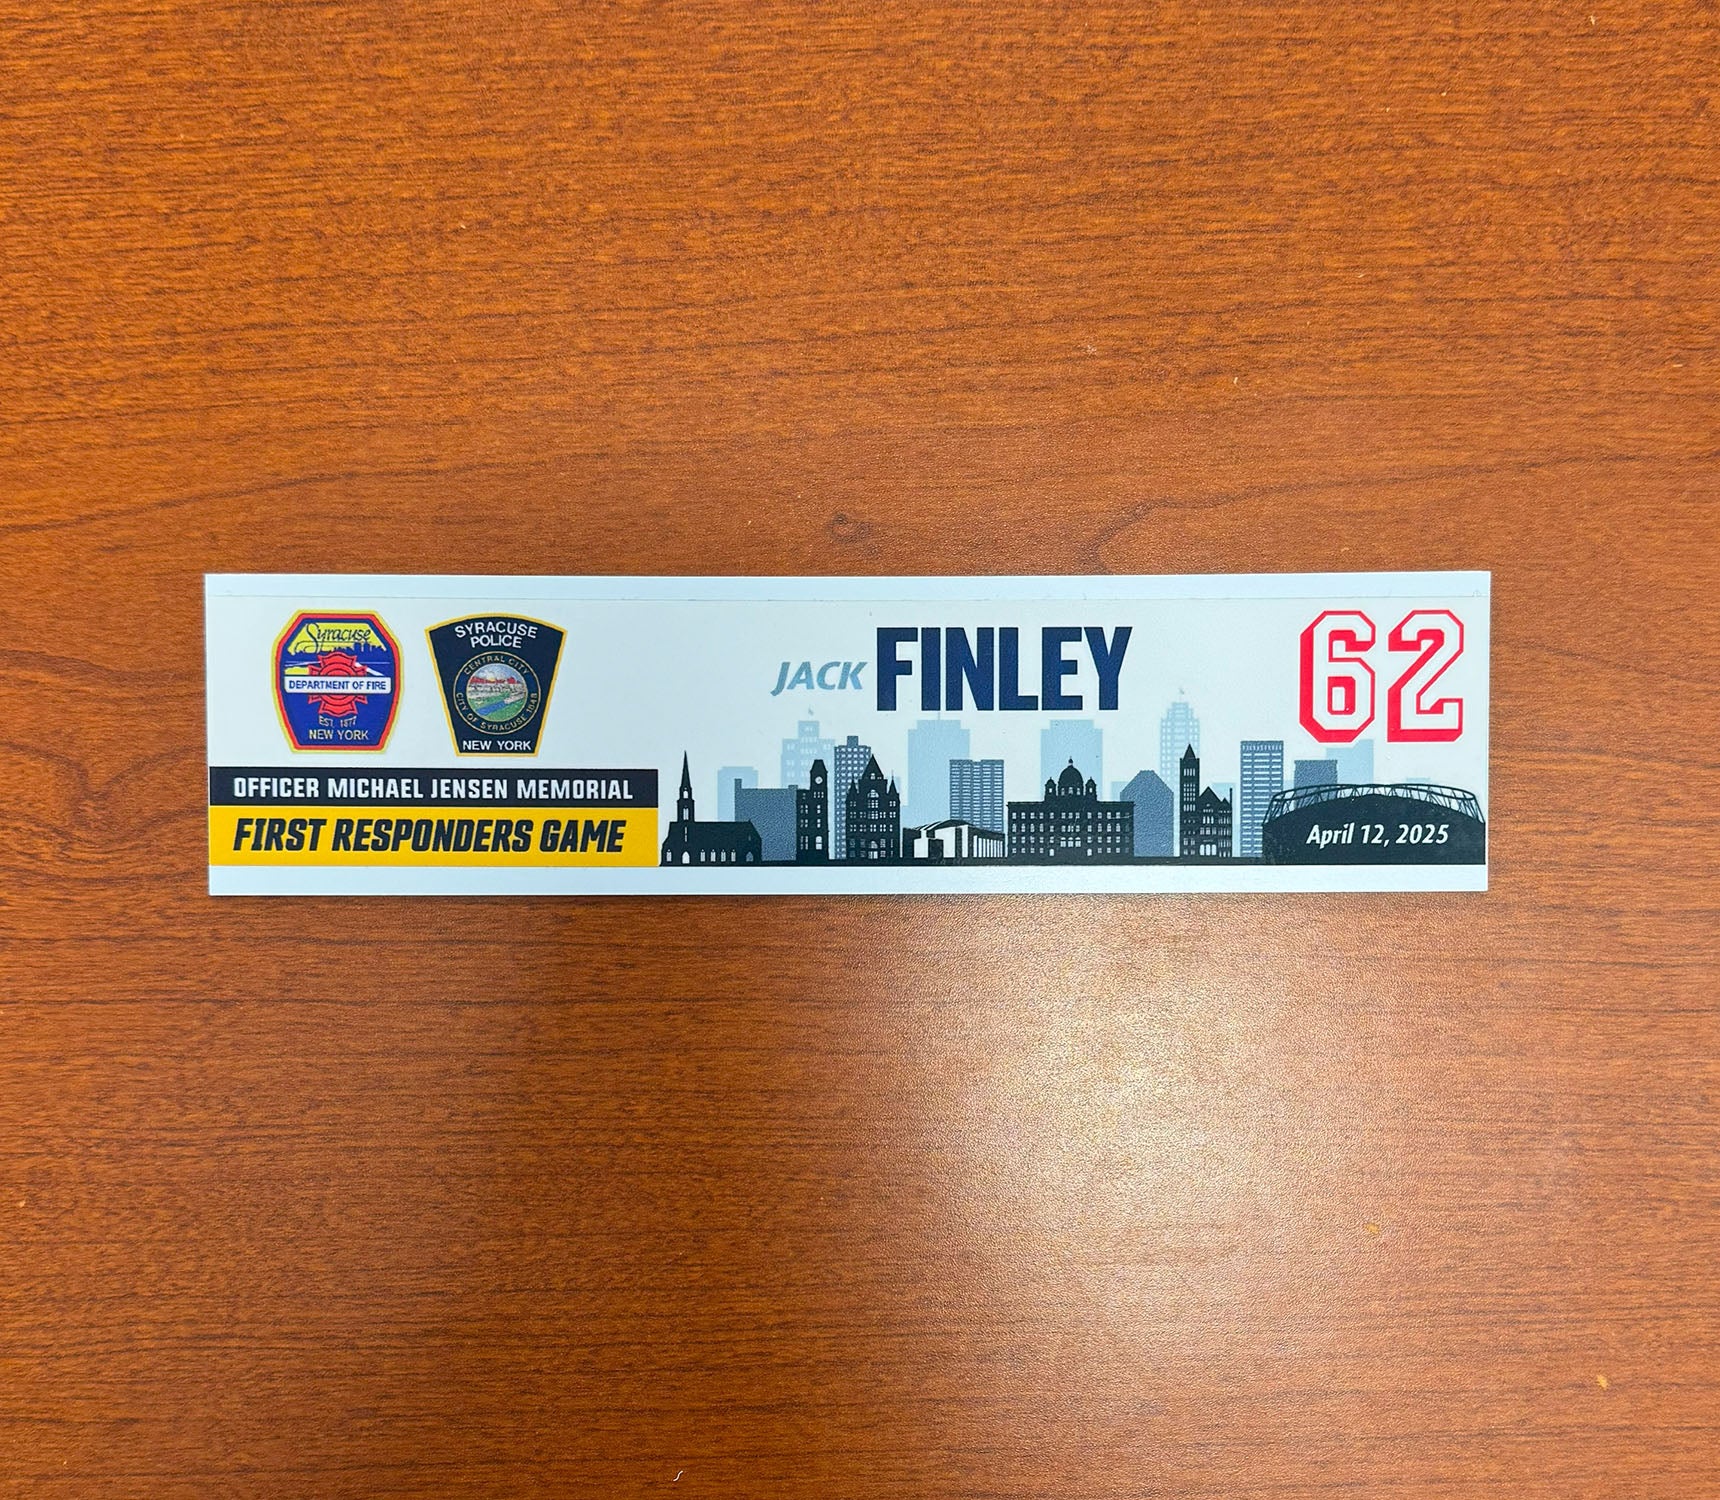 Syracuse
DEPARTMENT OF FIRE
EST. 1877
NEW YORK
SYRACUSE
POLICE
CENTRAL CITY
CITY OF SYRACUSE 1848
NEW YORK
OFFICER MICHAEL JENSEN MEMORIAL
FIRST RESPONDERS GAME
JACK FINLEY
62
April 12, 2025